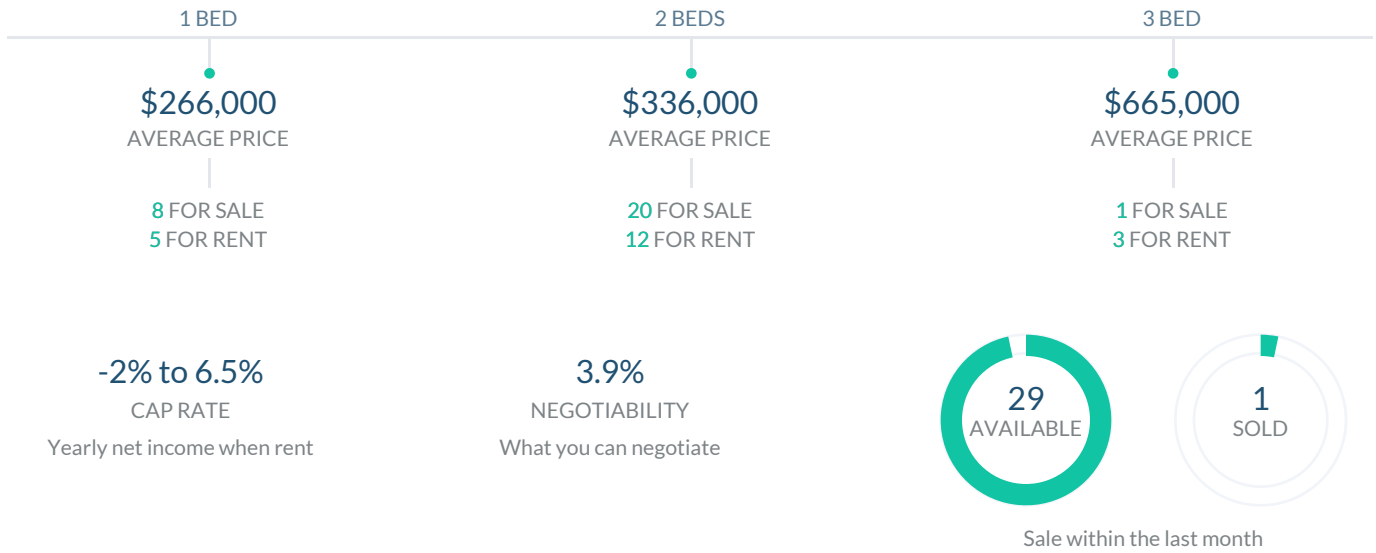 1 BED
2 BEDS
3 BED
$266,000
AVERAGE PRICE
$336,000
AVERAGE PRICE
$665,000
AVERAGE PRICE
8 FOR SALE
5 FOR RENT
20 FOR SALE
12 FOR RENT
1 FOR SALE
3 FOR RENT
-2% to 6.5%
CAP RATE
Yearly net income when rent
3.9%
NEGOTIABILITY
What you can negotiate
29
AVAILABLE
1
SOLD
Sale within the last month